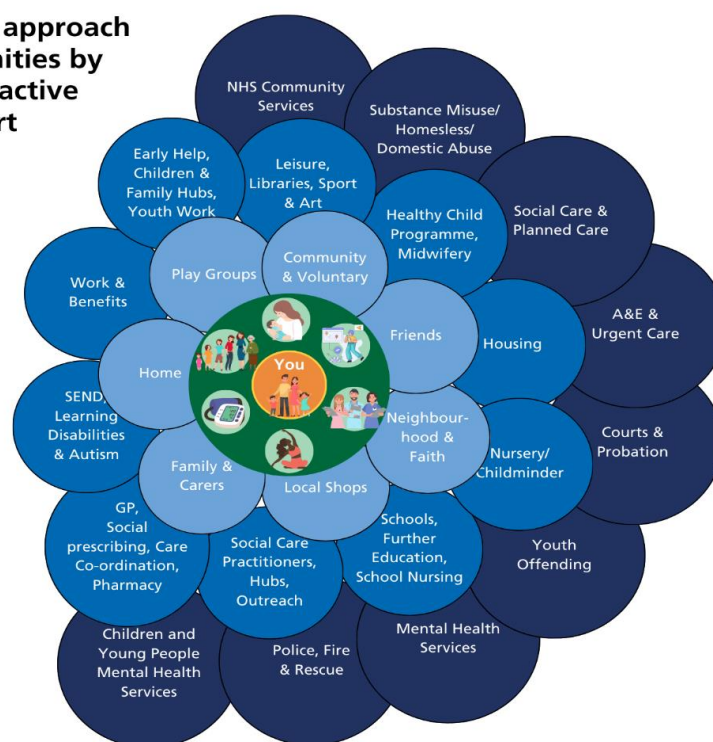 approach
nities by
active
rt
NHS Community
Services
Substance Misuse/
Homesless/
Domestic Abuse
Early Help,
Children &
Family Hubs,
Youth Work
Leisure,
Libraries, Sport
& Art
Healthy Child
Programme,
Midwifery
Social Care &
Planned Care
Play Groups
Community
& Voluntary
Work &
Benefits
A&E &
Urgent Care
Friends
Housing
Home
You
SEND,
Learning
Disabilities
& Autism
Neighbour-
hood &
Faith
Courts &
Probation
Nursery/
Childminder
Family &
Carers
Local Shops
GP,
Social
prescribing, Care
Co-ordination,
Pharmacy
Social Care
Practitioners,
Hubs,
Outreach
Schools,
Further
Education,
School Nursing
Youth
Offending
Children and
Young People
Mental Health
Services
Police, Fire
& Rescue
Mental Health
Services